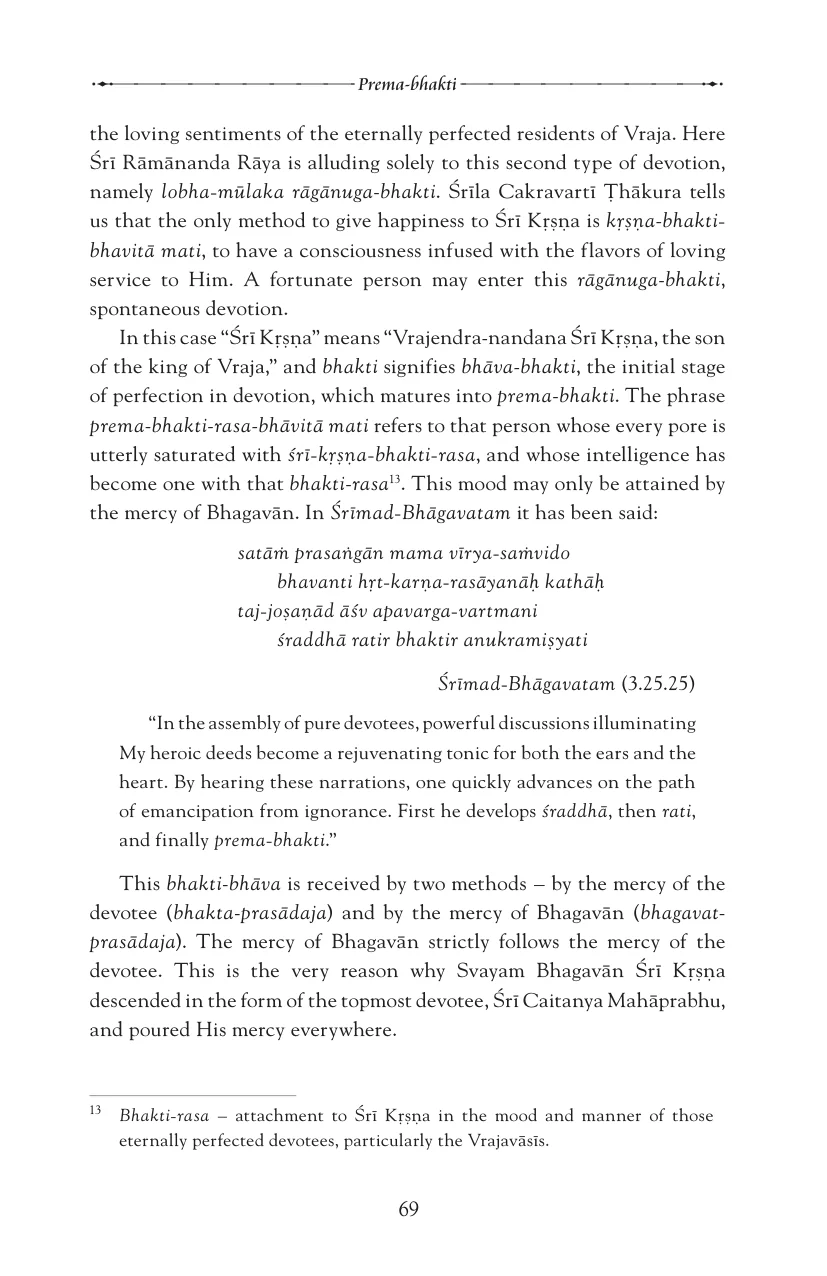 Prema-bhakti
the loving sentiments of the eternally perfected residents of Vraja. Here
Śrī Rāmānanda Rāya is alluding solely to this second type of devotion,
namely lobha-mūlaka rāgānuga-bhakti. Śrīla Cakravartī Ṭhākura tells
us that the only method to give happiness to Śrī Kṛṣṇa is kṛṣṇa-bhakti-
bhavitā mati, to have a consciousness infused with the flavors of loving
service to Him. A fortunate person may enter this rāgānuga-bhakti,
spontaneous devotion.
In this case “Śrī Kṛṣṇa” means “Vrajendra-nandana Śrī Kṛṣṇa, the son
of the king of Vraja,” and bhakti signifies bhāva-bhakti, the initial stage
of perfection in devotion, which matures into prema-bhakti. The phrase
prema-bhakti-rasa-bhāvitā mati refers to that person whose every pore is
utterly saturated with śrī-kṛṣṇa-bhakti-rasa, and whose intelligence has
become one with that bhakti-rasa¹³. This mood may only be attained by
the mercy of Bhagavān. In Śrīmad-Bhāgavatam it has been said:
satāṁ prasaṅgān mama vīrya-saṁvido
bhavanti hṛt-karṇa-rasāyanāḥ kathāḥ
taj-joṣaṇād āśv apavarga-vartmani
śraddhā ratir bhaktir anukramiṣyati
Śrīmad-Bhāgavatam (3.25.25)
“In the assembly of pure devotees, powerful discussions illuminating
My heroic deeds become a rejuvenating tonic for both the ears and the
heart. By hearing these narrations, one quickly advances on the path
of emancipation from ignorance. First he develops śraddhā, then rati,
and finally prema-bhakti.”
This bhakti-bhāva is received by two methods – by the mercy of the
devotee (bhakta-prasādaja) and by the mercy of Bhagavān (bhagavat-
prasādaja). The mercy of Bhagavān strictly follows the mercy of the
devotee. This is the very reason why Svayam Bhagavān Śrī Kṛṣṇa
descended in the form of the topmost devotee, Śrī Caitanya Mahāprabhu,
and poured His mercy everywhere.
13 Bhakti-rasa – attachment to Śrī Kṛṣṇa in the mood and manner of those
eternally perfected devotees, particularly the Vrajavāsīs.
69